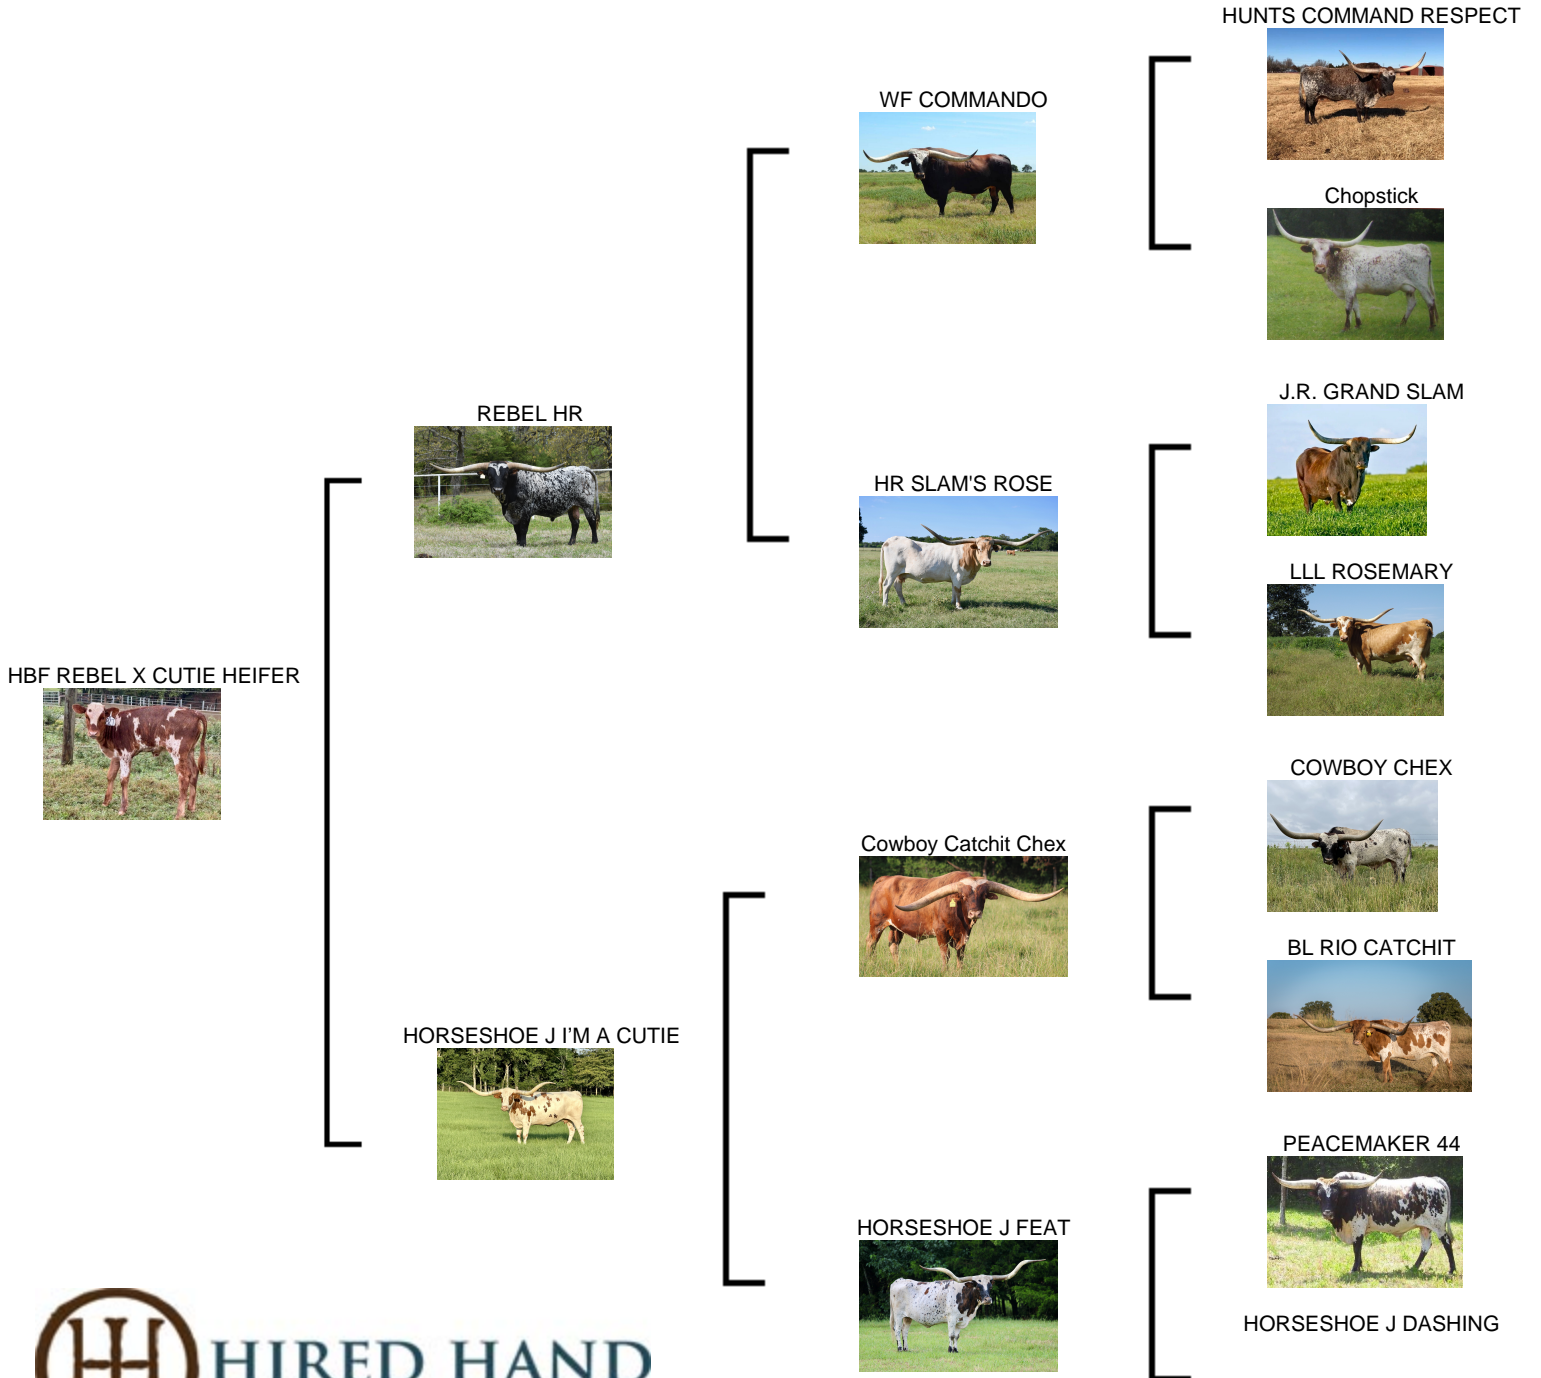 HUNTS COMMAND RESPECT
WF COMMANDO
Chopstick
J.R. GRAND SLAM
REBEL HR
HR SLAM'S ROSE
LLL ROSEMARY
HBF REBEL X CUTIE HEIFER
COWBOY CHEX
Cowboy Catchit Chex
BL RIO CATCHIT
HORSESHOE J I’M A CUTIE
PEACEMAKER 44
HORSESHOE J FEAT
HORSESHOE J DASHING
HIRED HAND